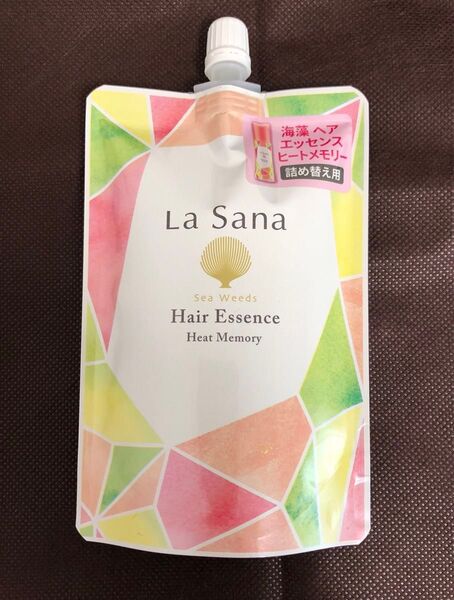 海藻 ヘア
エッセンス
ヒートメモリー
詰め替え用
La Sana
Sea Weeds
Hair Essence
Heat Memory